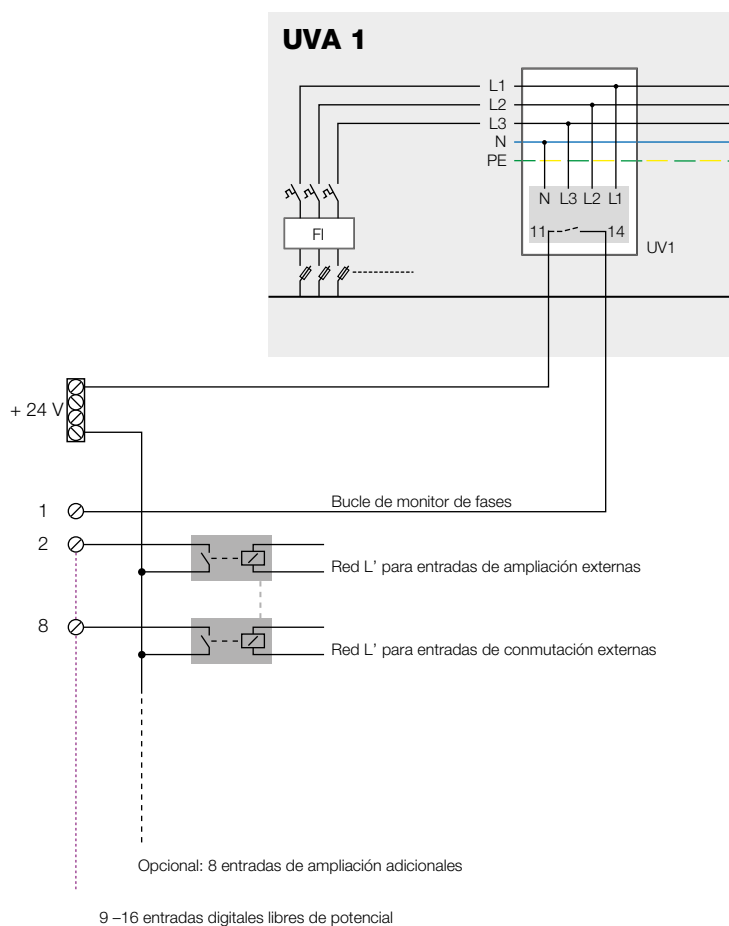 UVA 1
L1
L2
L3
N
PE
N L3 L2 L1
11 14
FI
UV1
+ 24 V
1
Bucle de monitor de fases
2
Red L' para entradas de ampliación externas
8
Red L' para entradas de conmutación externas
Opcional: 8 entradas de ampliación adicionales
9 –16 entradas digitales libres de potencial